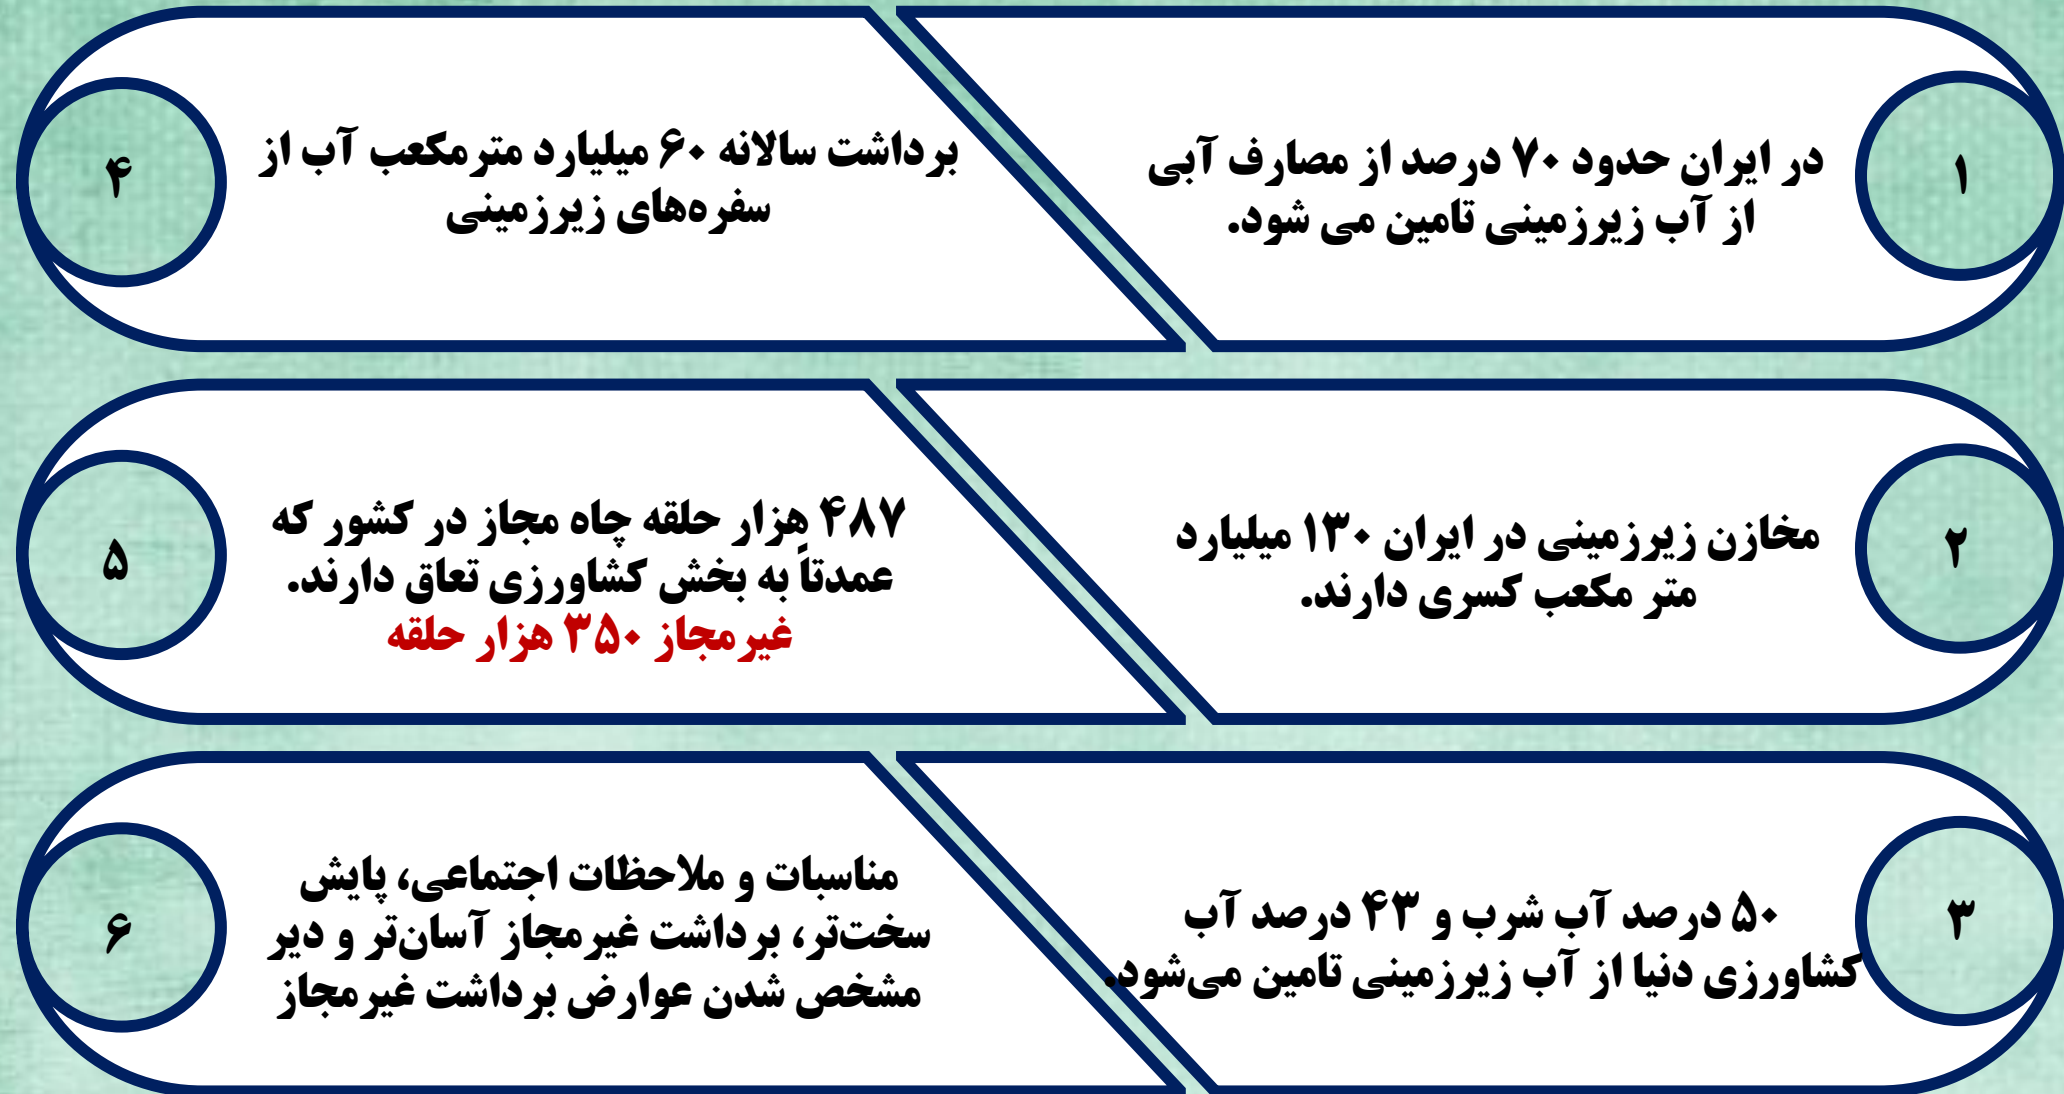 ۱
در ایران حدود ۷۰ درصد از مصارف آبی
از آب زیرزمینی تامین می شود.
۲
مخازن زیرزمینی در ایران ۱۳۰ میلیارد
متر مکعب کسری دارند.
۳
۵۰ درصد آب شرب و ۴۳ درصد آب
کشاورزی دنیا از آب زیرزمینی تامین می‌شود.
۴
برداشت سالانه ۶۰ میلیارد مترمکعب آب از
سفره‌های زیرزمینی
۵
۴۸۷ هزار حلقه چاه مجاز در کشور که
عمدتاً به بخش کشاورزی تعاق دارند.
غیرمجاز ۳۵۰ هزار حلقه
۶
مناسبات و ملاحظات اجتماعی، پایش
سخت‌تر، برداشت غیرمجاز آسان‌تر و دیر
مشخص شدن عوارض برداشت غیرمجاز